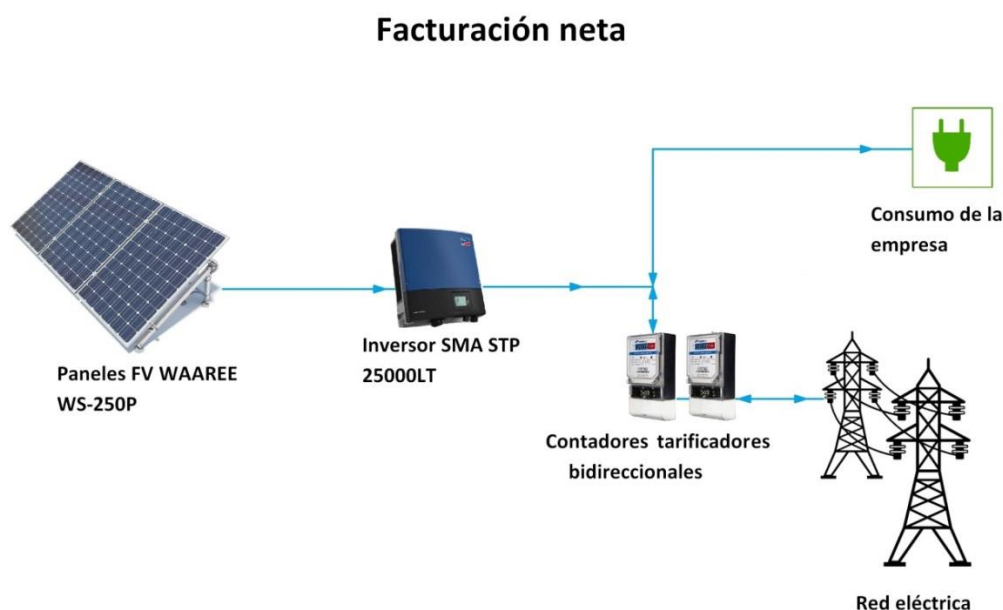 Facturación neta
Consumo de la
empresa
Inversor SMA STP
25000LT
Paneles FV WAAREE
WS-250P
Contadores tarificadores
bidireccionales
Red eléctrica